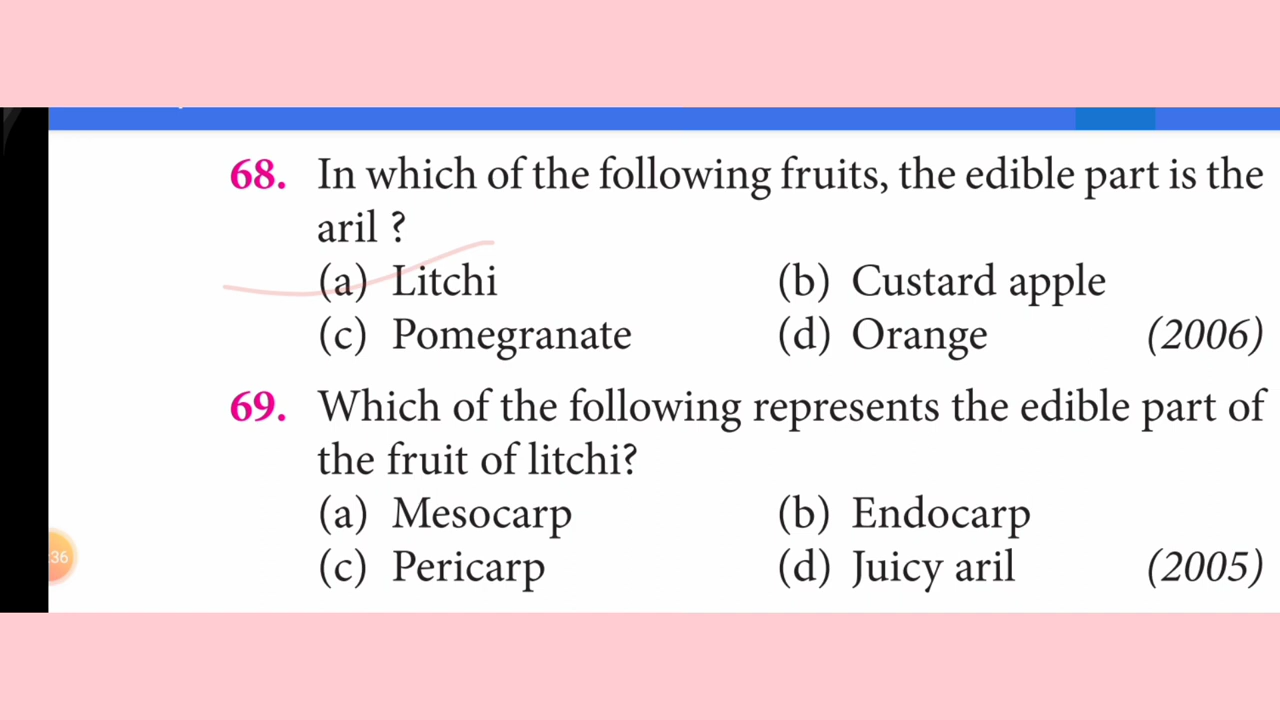 68. In which of the following fruits, the edible part is the
aril ?
(a) Litchi (b) Custard apple
(c) Pomegranate (d) Orange (2006)
69. Which of the following represents the edible part of
the fruit of litchi?
(a) Mesocarp (b) Endocarp
:36
(c) Pericarp (d) Juicy aril (2005)